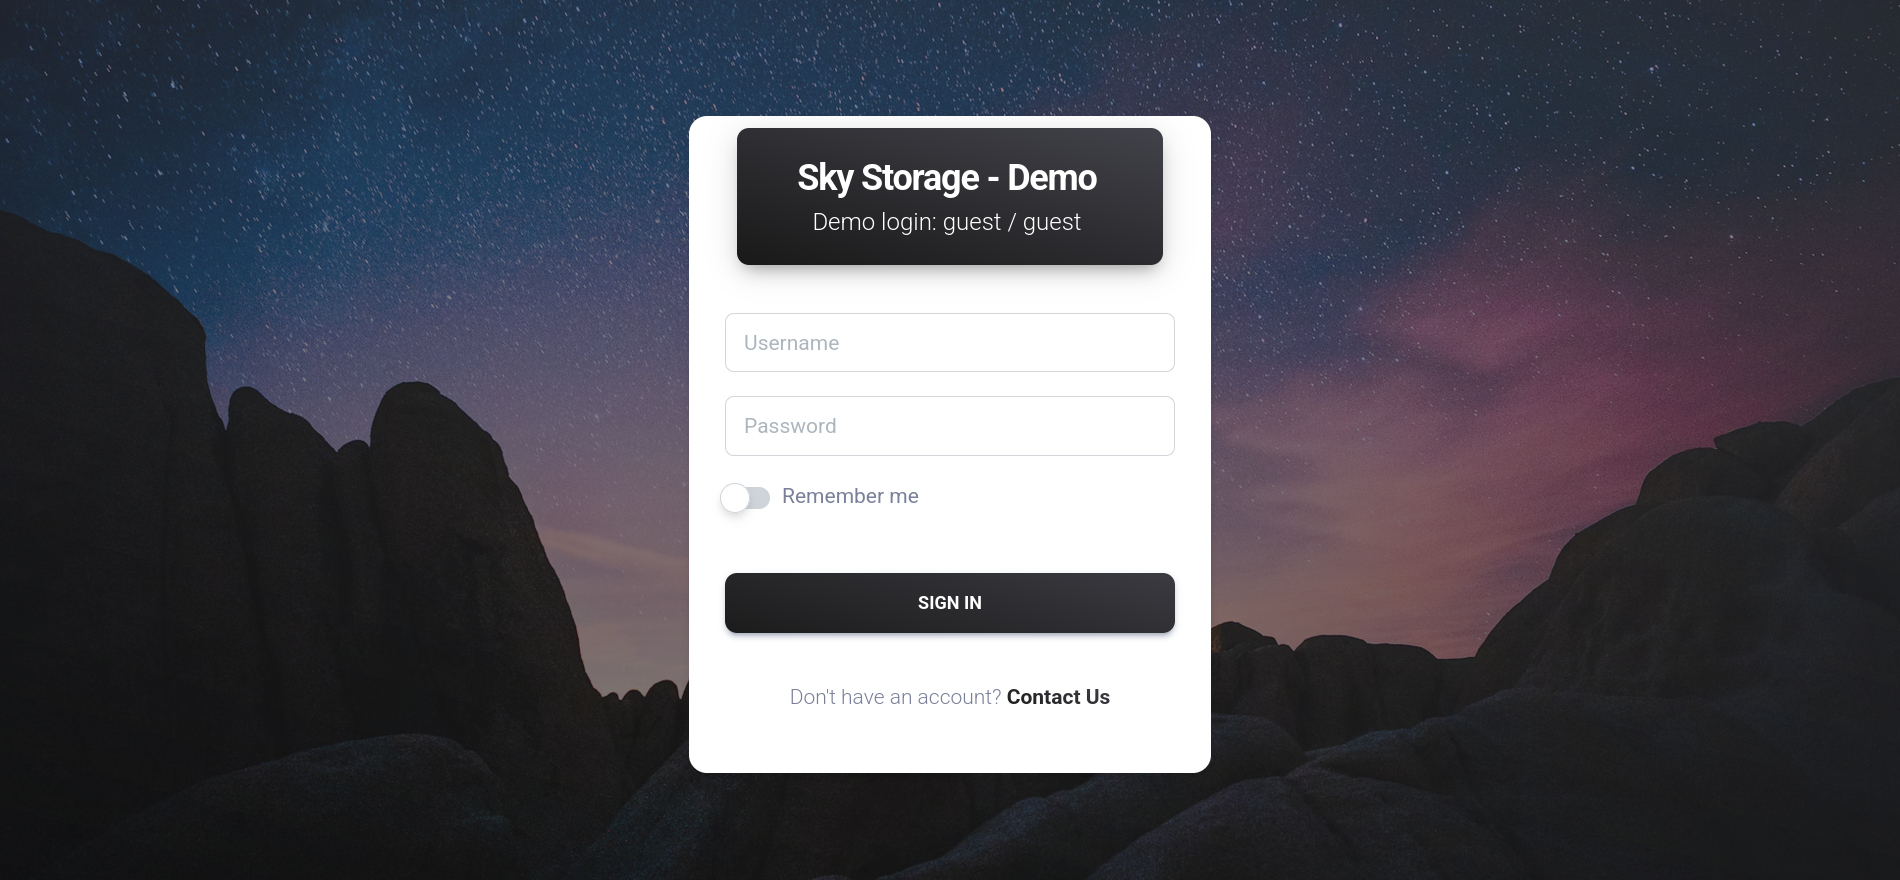 Sky Storage - Demo
Demo login: guest / guest
Username
Password
Remember me
SIGN IN
Don't have an account? Contact Us